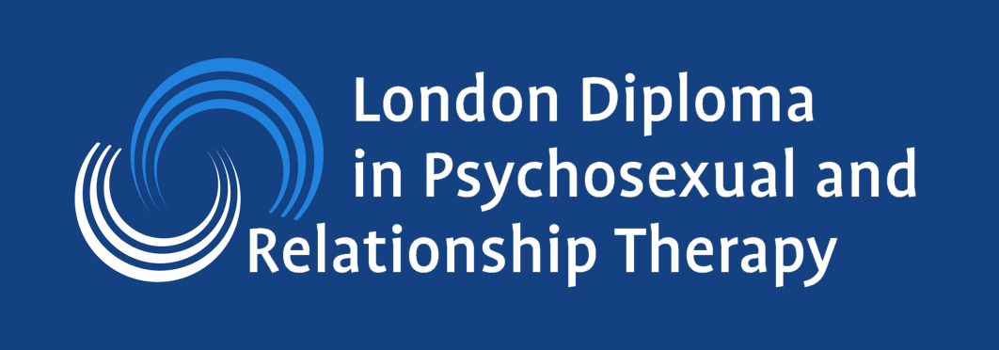 London Diploma
in Psychosexual and
Relationship Therapy